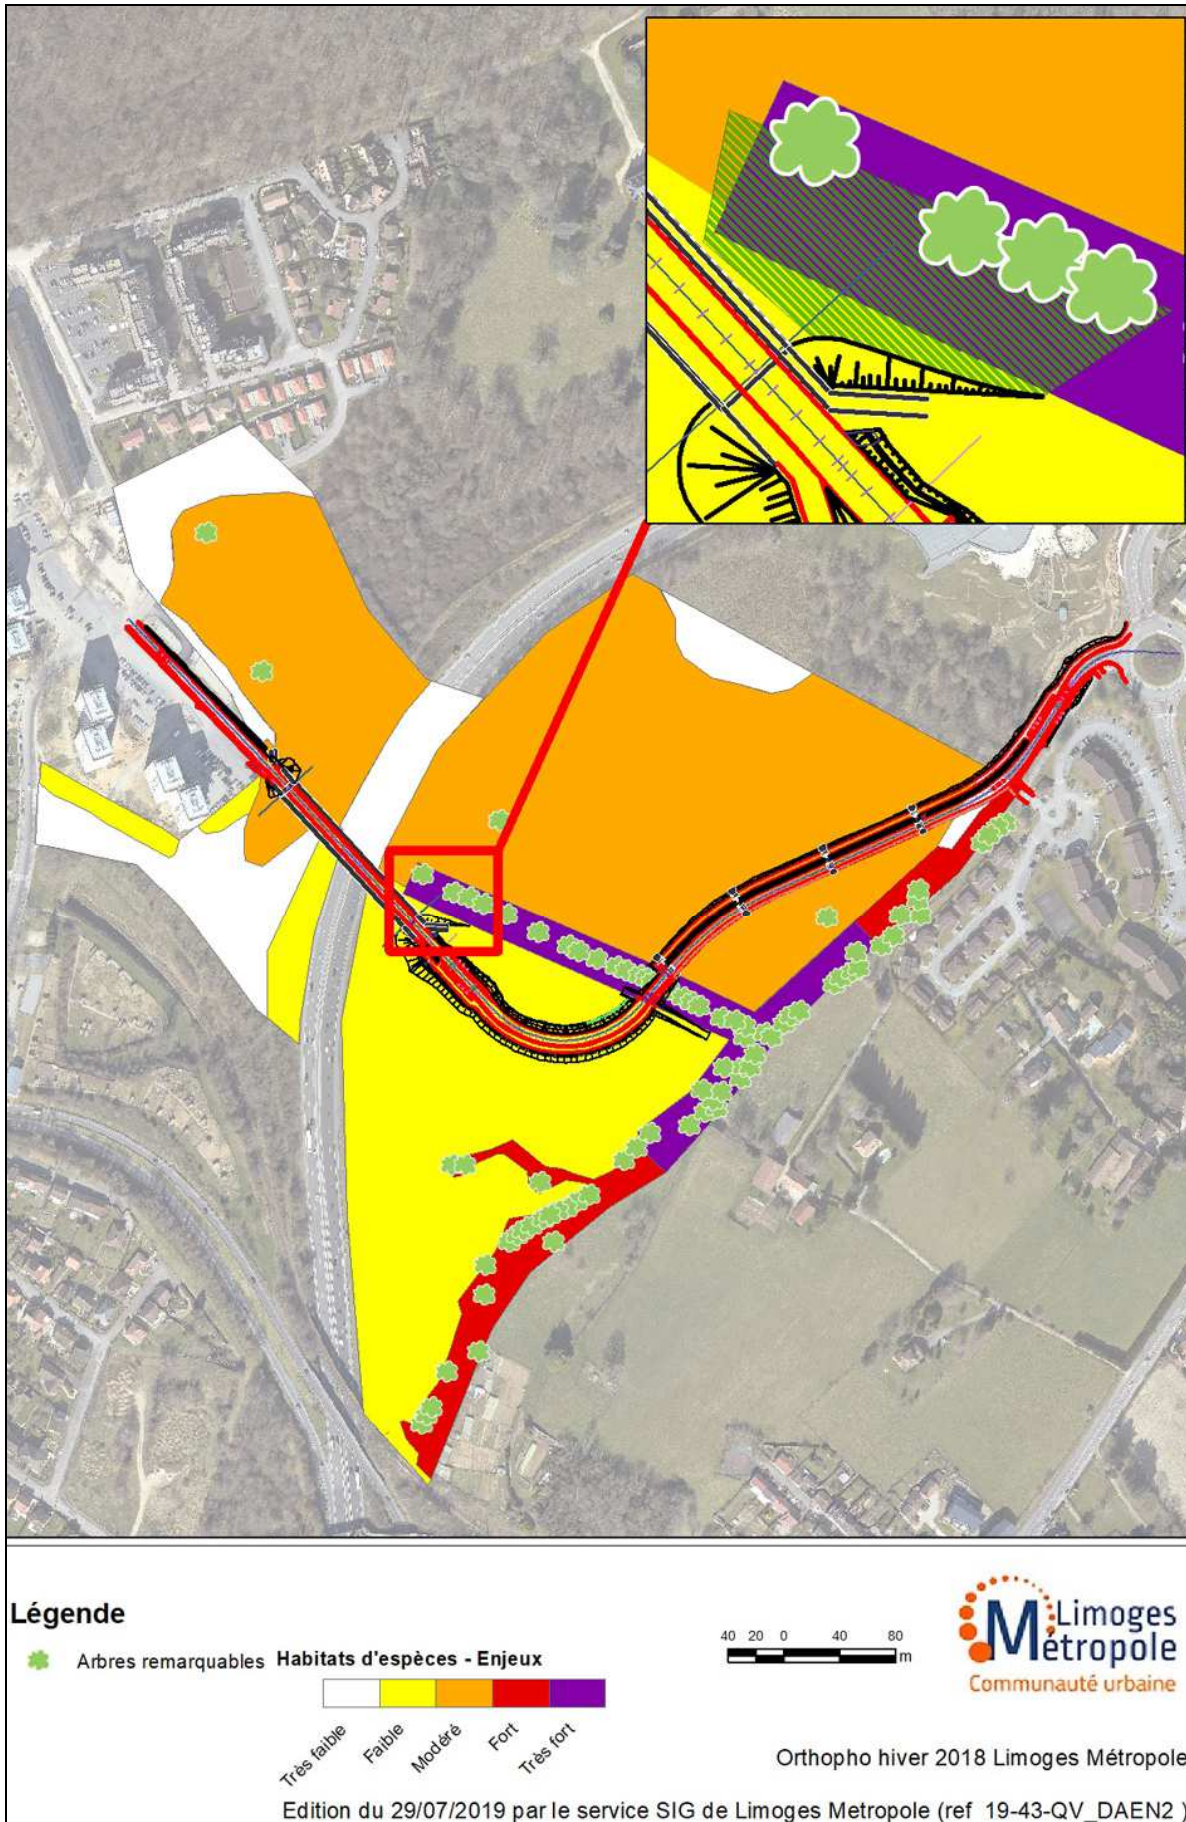 Légende
Arbres remarquables
Habitats d'espèces - Enjeux
Très faible
Faible
Modéré
Fort
Très fort
40 20 0 40 80
m
Limoges
Métropole
Communauté urbaine
Orthopho hiver 2018 Limoges Métropole
Edition du 29/07/2019 par le service SIG de Limoges Metropole (ref 19-43-QV_DAEN2 )